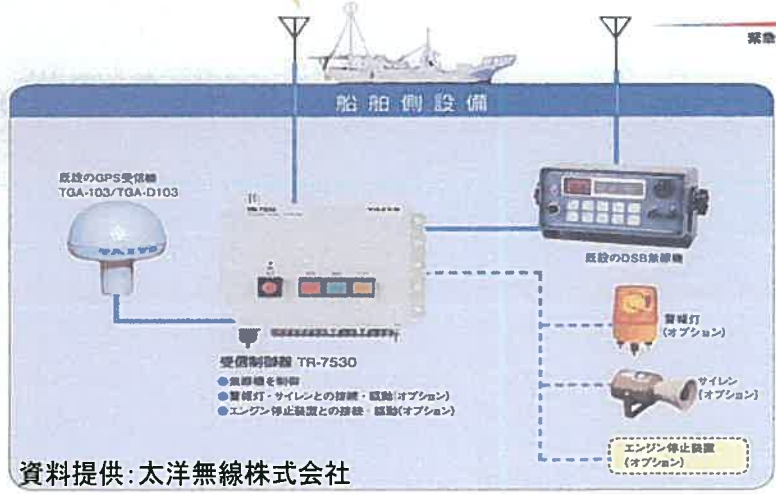 緊急
船舶側設備
既設のGPS受信機
TGA-103/TGA-D103
TAIYO
TR-7530
既設のDSB無線機
受信制御器 TR-7530
●無線機を制御
●警報灯・サイレンとの接続・駆動(オプション)
●エンジン停止装置との接続・駆動(オプション)
警報灯
(オプション)
サイレン
(オプション)
エンジン停止装置
(オプション)
資料提供:太洋無線株式会社